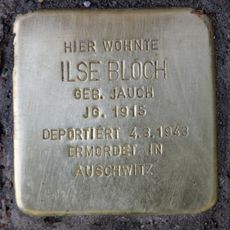 HIER WOHNTE
ILSE BLOCH
GEB. JAUCH
JG. 1915
DEPORTIERT 4.3.1943
ERMORDET IN
AUSCHWITZ